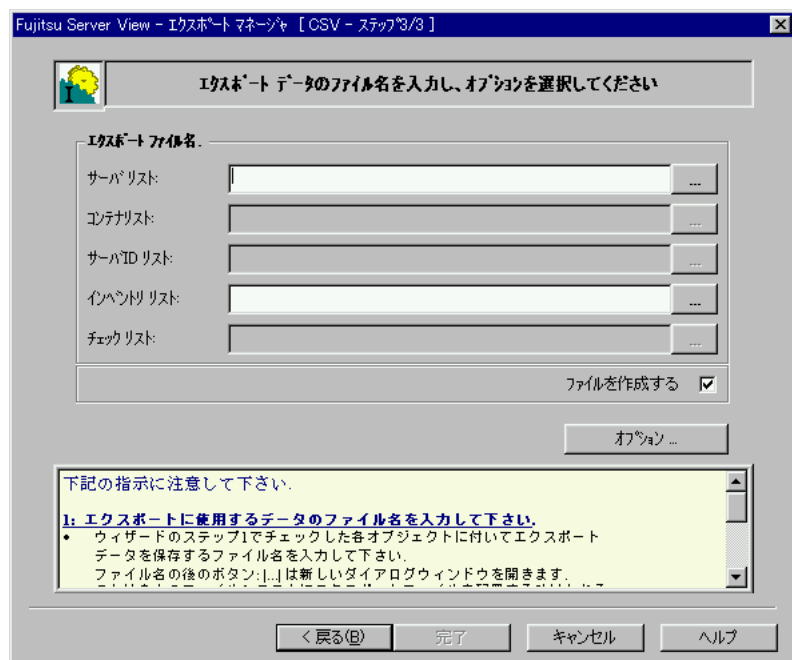 Fujitsu Server View - エクスポート マネージャ [ CSV - ステップ3/3 ]
エクスポート データのファイル名を入力し、オプションを選択してください
エクスポート ファイル名.
サーバ リスト:
...
コンテナリスト:
...
サーバID リスト:
...
インベントリ リスト:
...
チェック リスト:
...
ファイルを作成する
オプション ...
下記の指示に注意して下さい.
1: エクスポートに使用するデータのファイル名を入力して下さい.
• ウィザードのステップ1でチェックした各オブジェクトに付いてエクスポート
データを保存するファイル名を入力して下さい.
ファイル名の後のボタン: [...] は新しいダイアログウィンドウを開きます.
< 戻る(B)
完了
キャンセル
ヘルプ